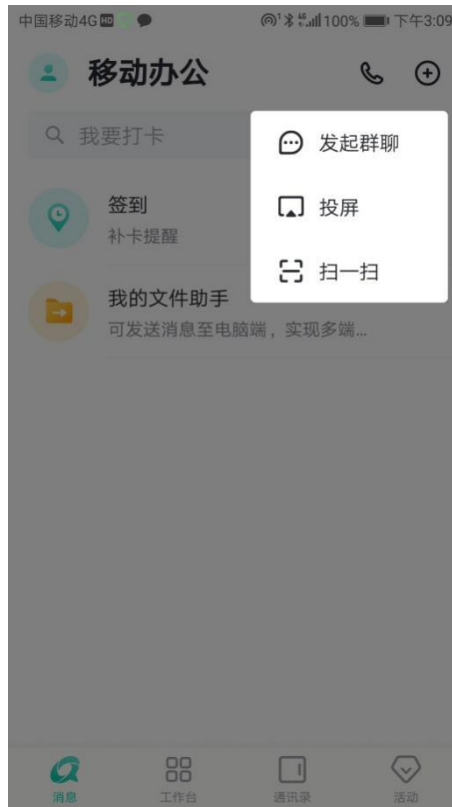 中国移动4G HD
1 46 100% 下午3:09
移动办公
我要打卡
发起群聊
签到
投屏
补卡提醒
扫一扫
我的文件助手
可发送消息至电脑端，实现多端...
消息 工作台 通讯录 活动